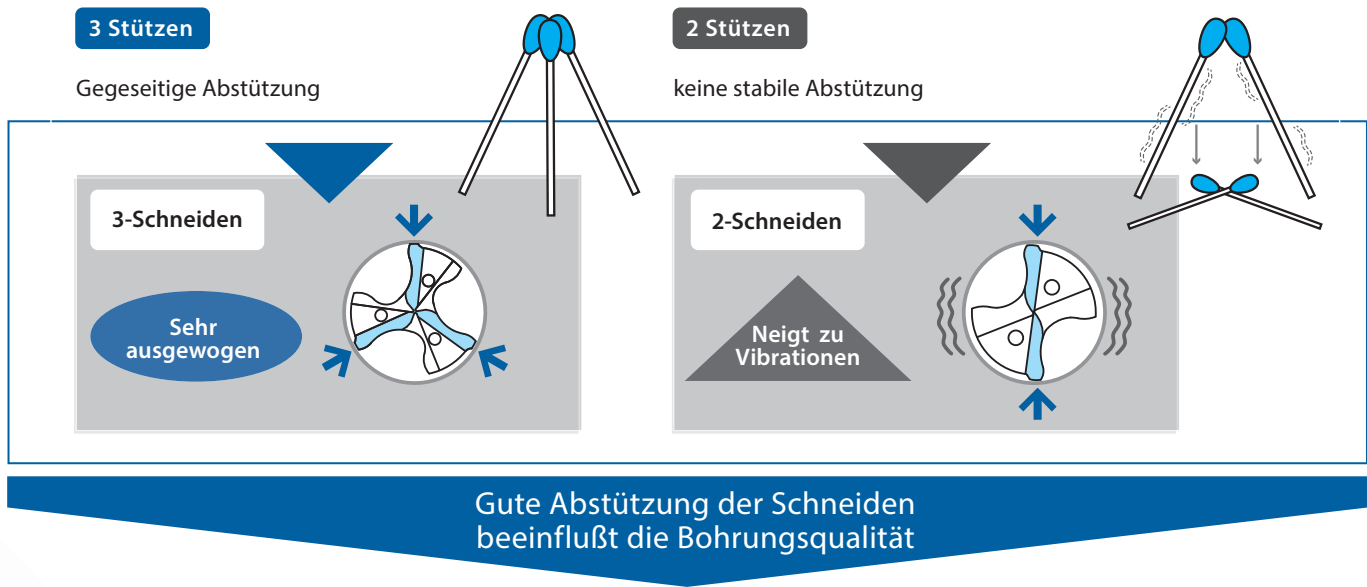 3 Stützen
Gegeseitige Abstützung
3-Schneiden
Sehr
ausgewogen
2 Stützen
keine stabile Abstützung
2-Schneiden
Neigt zu
Vibrationen
Gute Abstützung der Schneiden
beeinflußt die Bohrungsqualität